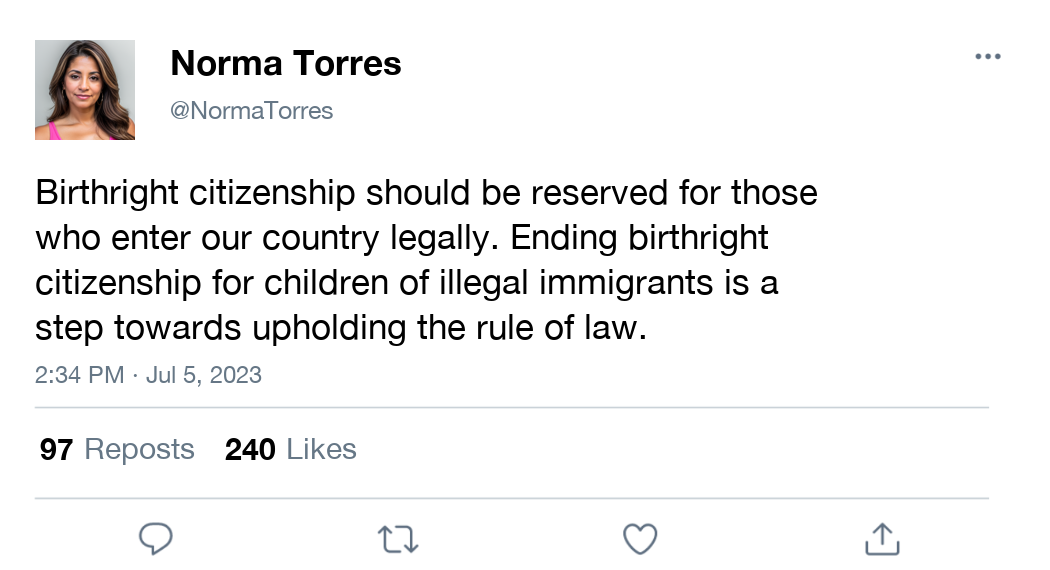 Norma Torres
@NormaTorres
Birthright citizenship should be reserved for those
who enter our country legally. Ending birthright
citizenship for children of illegal immigrants is a
step towards upholding the rule of law.
2:34 PM · Jul 5, 2023
97 Reposts 240 Likes